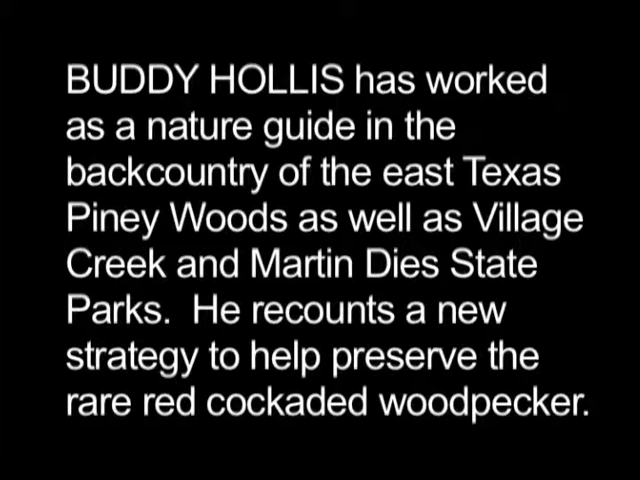 BUDDY HOLLIS has worked
as a nature guide in the
backcountry of the east Texas
Piney Woods as well as Village
Creek and Martin Dies State
Parks.  He recounts a new
strategy to help preserve the
rare red cockaded woodpecker.